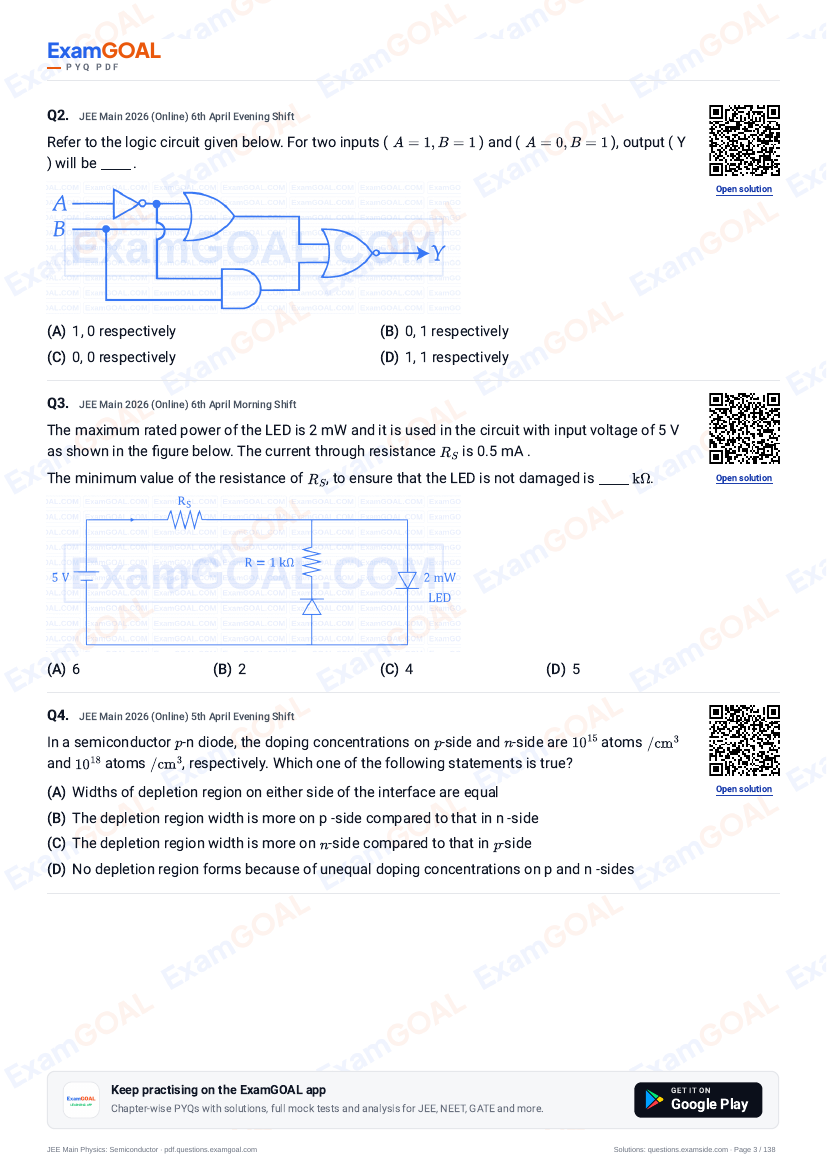 ExamGOAL
PYQ PDF
Q2. JEE Main 2026 (Online) 6th April Evening Shift
Refer to the logic circuit given below. For two inputs ( A = 1, B = 1 ) and ( A = 0, B = 1 ), output ( Y
) will be ____ .
Open solution
A
B
Y
ExamGOAL.COM
(A) 1, 0 respectively
(B) 0, 1 respectively
(C) 0, 0 respectively
(D) 1, 1 respectively
Q3. JEE Main 2026 (Online) 6th April Morning Shift
The maximum rated power of the LED is 2 mW and it is used in the circuit with input voltage of 5 V
as shown in the figure below. The current through resistance R_S is 0.5 mA .
The minimum value of the resistance of R_S, to ensure that the LED is not damaged is ____ kΩ.
Open solution
R_S
R = 1 kΩ
5 V
2 mW
LED
ExamGOAL.COM
(A) 6
(B) 2
(C) 4
(D) 5
Q4. JEE Main 2026 (Online) 5th April Evening Shift
In a semiconductor p-n diode, the doping concentrations on p-side and n-side are 10¹⁵ atoms /cm³
and 10¹⁸ atoms /cm³, respectively. Which one of the following statements is true?
Open solution
(A) Widths of depletion region on either side of the interface are equal
(B) The depletion region width is more on p -side compared to that in n -side
(C) The depletion region width is more on n-side compared to that in p-side
(D) No depletion region forms because of unequal doping concentrations on p and n -sides
ExamGOAL
Keep practising on the ExamGOAL app
Chapter-wise PYQs with solutions, full mock tests and analysis for JEE, NEET, GATE and more.
GET IT ON
Google Play
JEE Main Physics: Semiconductor · pdf.questions.examgoal.com
Solutions: questions.examside.com · Page 3 / 138